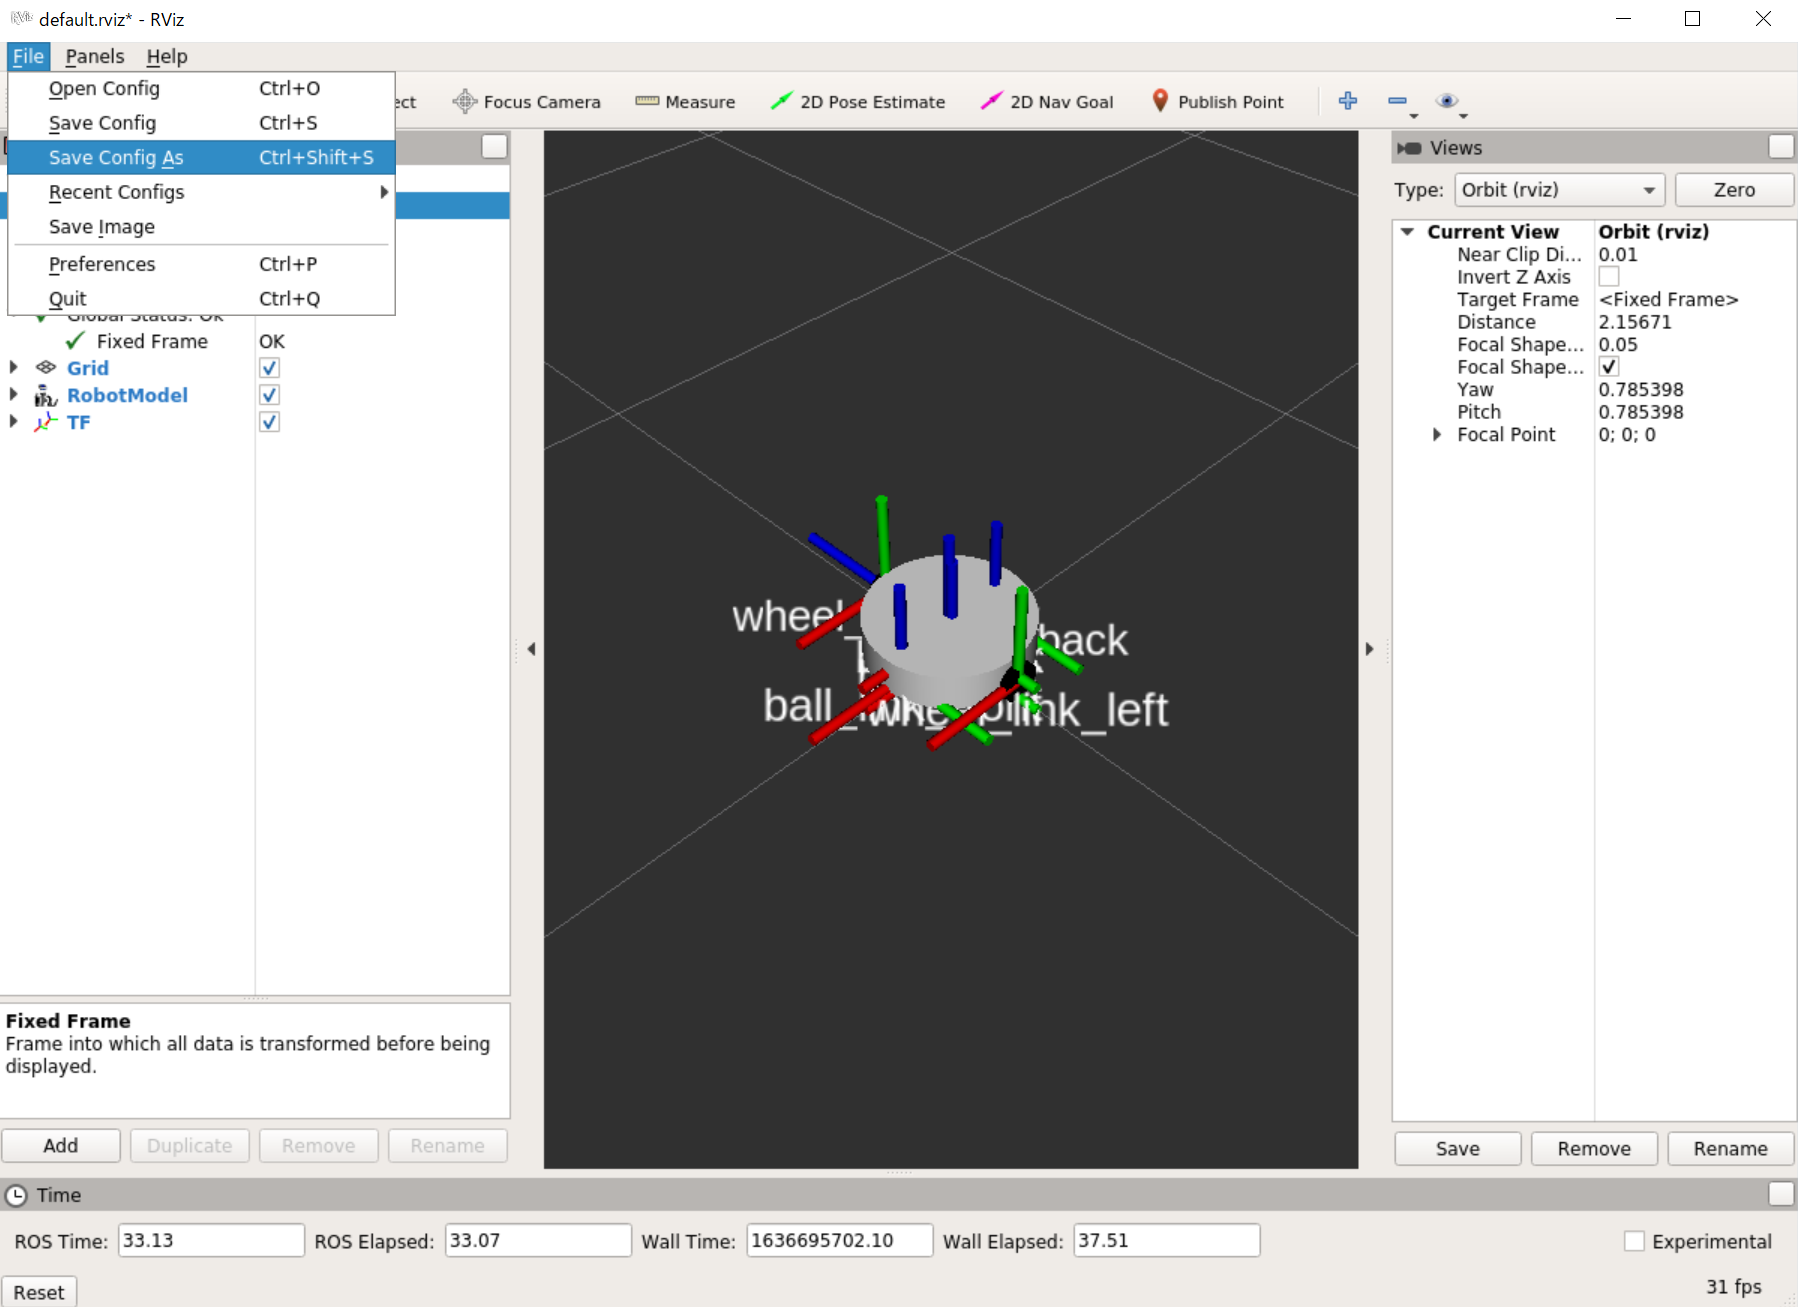 default.rviz* - RViz
File Panels Help
Open Config Ctrl+O
Save Config Ctrl+S
Save Config As Ctrl+Shift+S
Recent Configs
Save Image
Preferences Ctrl+P
Quit Ctrl+Q
ect Focus Camera Measure 2D Pose Estimate 2D Nav Goal Publish Point
Global Status: Ok
Fixed Frame OK
Grid
RobotModel
TF
Fixed Frame
Frame into which all data is transformed before being
displayed.
Add Duplicate Remove Rename
wheel_
back
ball_
link_left
Views
Type: Orbit (rviz) Zero
Current View Orbit (rviz)
Near Clip Di... 0.01
Invert Z Axis
Target Frame <Fixed Frame>
Distance 2.15671
Focal Shape... 0.05
Focal Shape...
Yaw 0.785398
Pitch 0.785398
Focal Point 0; 0; 0
Save Remove Rename
Time
ROS Time: 33.13 ROS Elapsed: 33.07 Wall Time: 1636695702.10 Wall Elapsed: 37.51 Experimental
Reset 31 fps